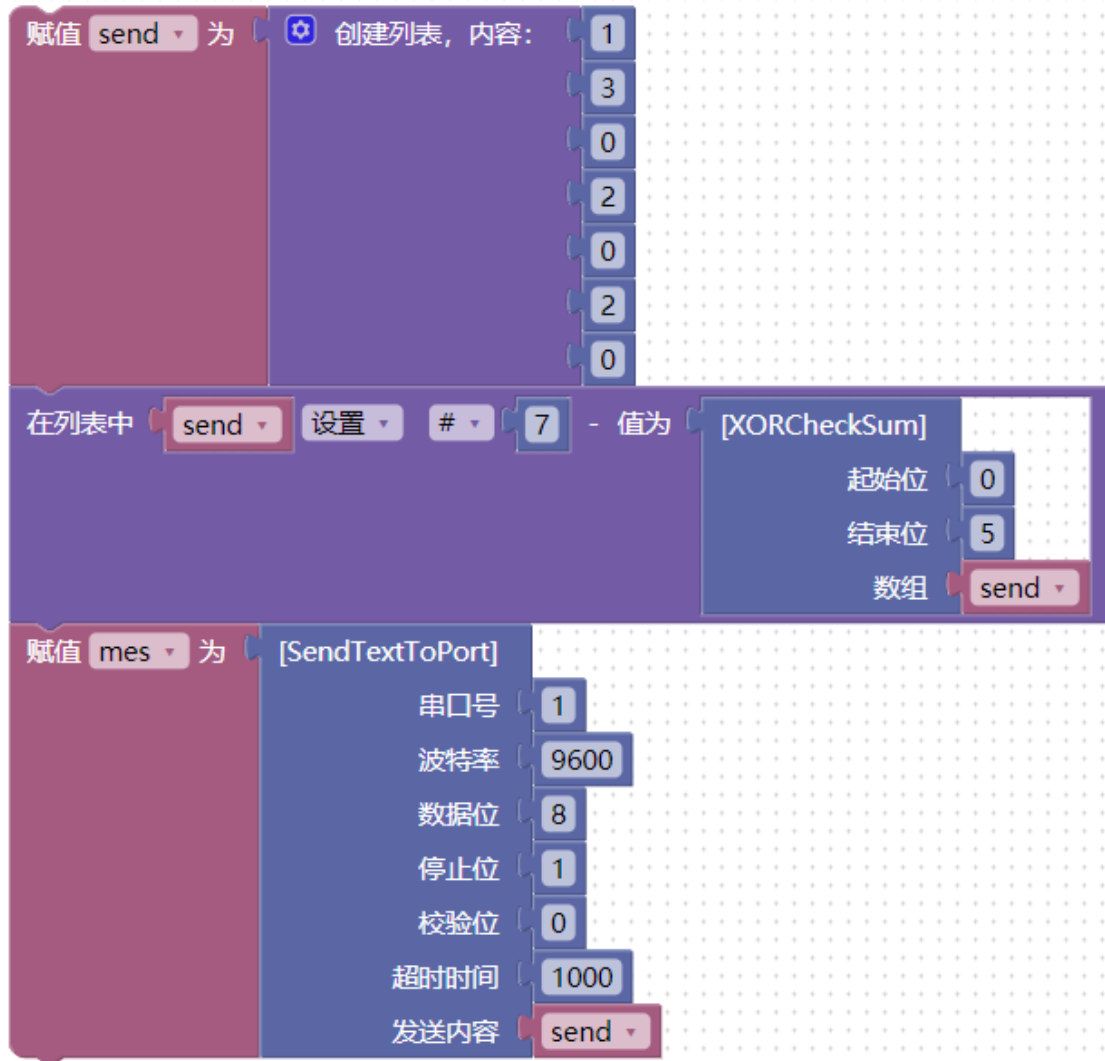 赋值 send 为 创建列表，内容： 1
3
0
2
0
2
0
在列表中 send 设置 # 7 - 值为 [XORCheckSum]
起始位 0
结束位 5
数组 send
赋值 mes 为 [SendTextToPort]
串口号 1
波特率 9600
数据位 8
停止位 1
校验位 0
超时时间 1000
发送内容 send